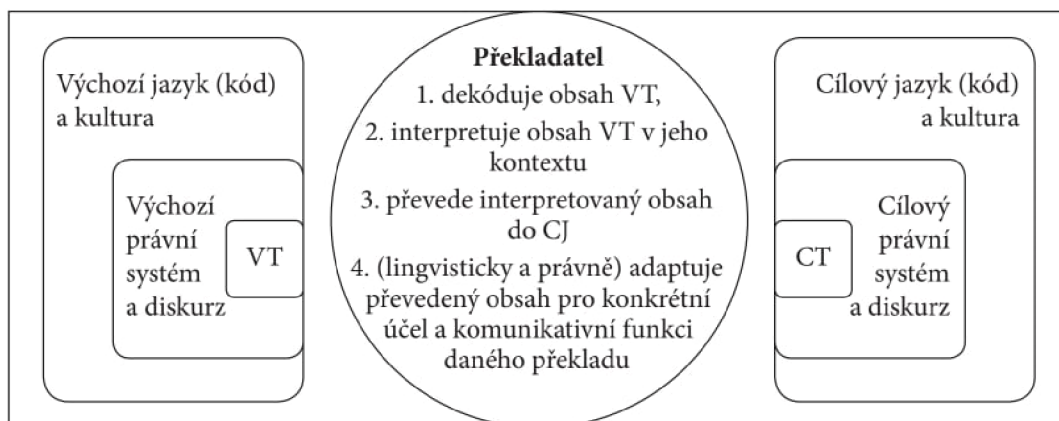 Výchozí jazyk (kód)
a kultura
Výchozí
právní
systém
a diskurz
VT
Překladatel
1. dekóduje obsah VT,
2. interpretuje obsah VT v jeho
kontextu
3. převede interpretovaný obsah
do CJ
4. (lingvisticky a právně) adaptuje
převedený obsah pro konkrétní
účel a komunikativní funkci
daného překladu
Cílový jazyk (kód)
a kultura
Cílový
právní
systém
a diskurz
CT